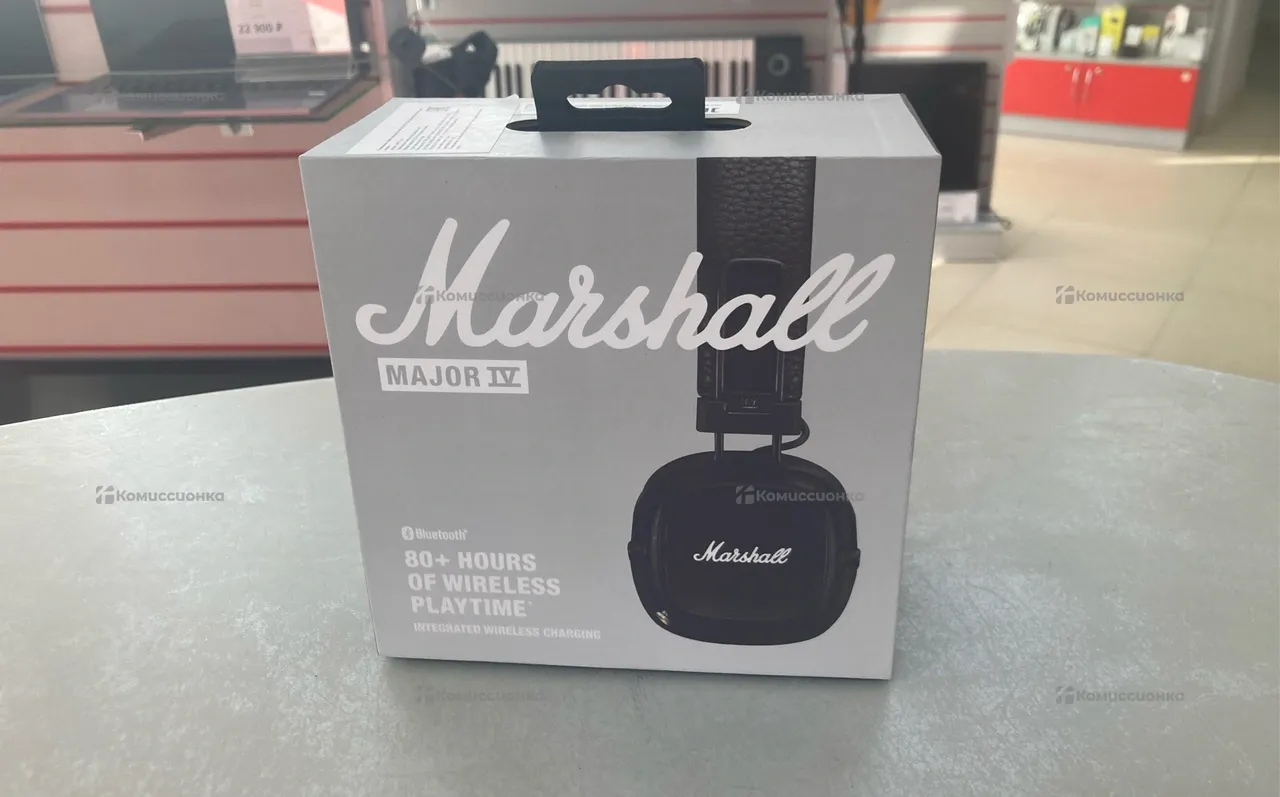 22 900 ₽
Комиссионка
Комиссионка
Marshall
Комиссионка
Комиссионка
MAJOR IV
Комиссионка
Комиссионка
Bluetooth®
80+ HOURS
OF WIRELESS
PLAYTIME*
INTEGRATED WIRELESS CHARGING
Marshall
Комиссионка
Комиссионка